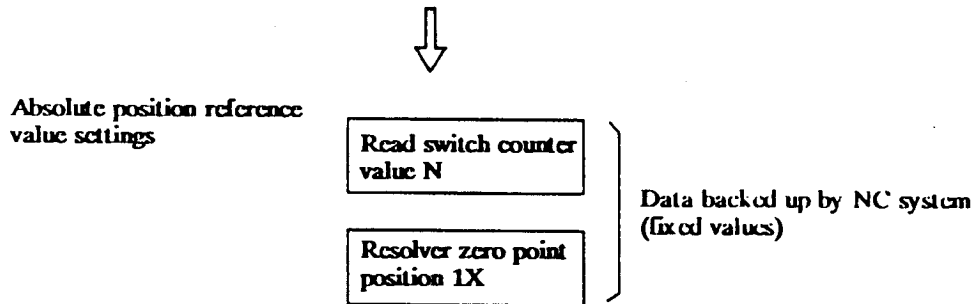 Absolute position reference
value settings
Read switch counter
value N
Resolver zero point
position 1X
Data backed up by NC system
(fixed values)